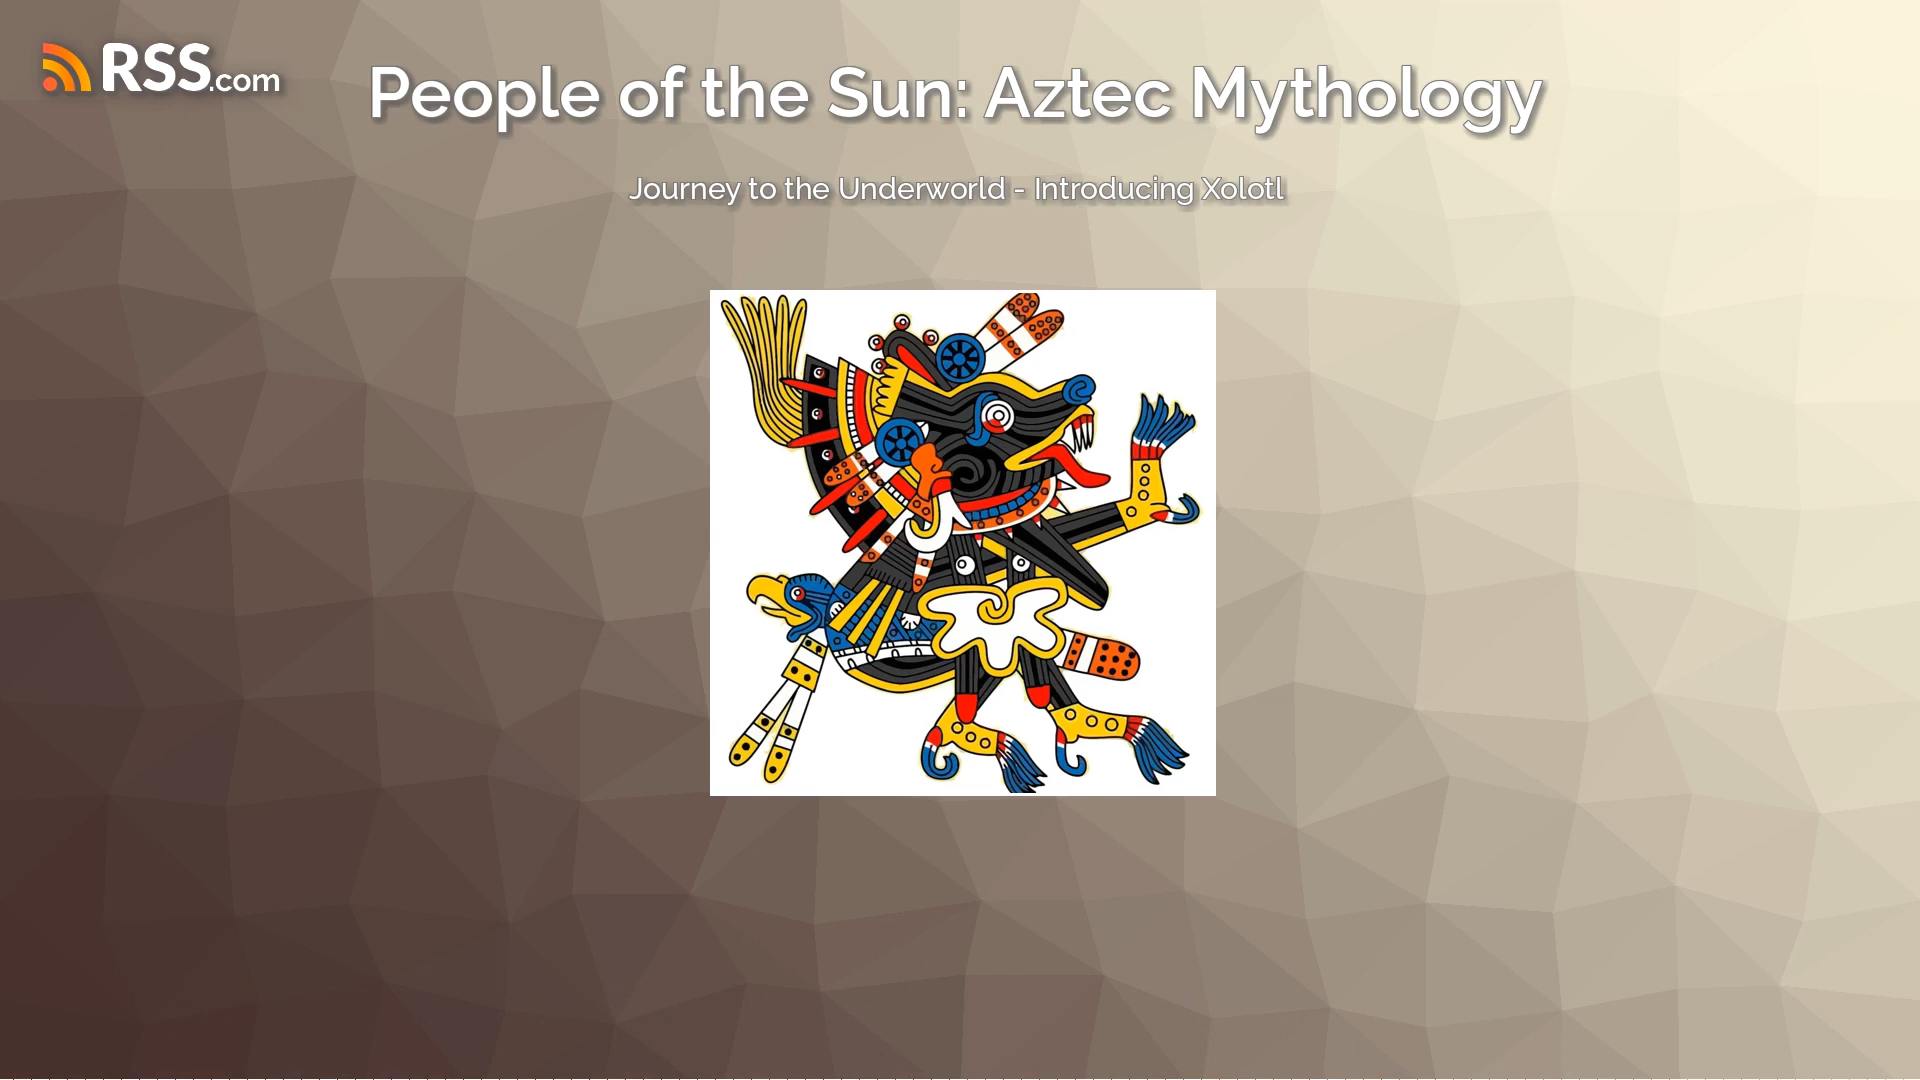 RSS.com
People of the Sun: Aztec Mythology
Journey to the Underworld - Introducing Xolotl